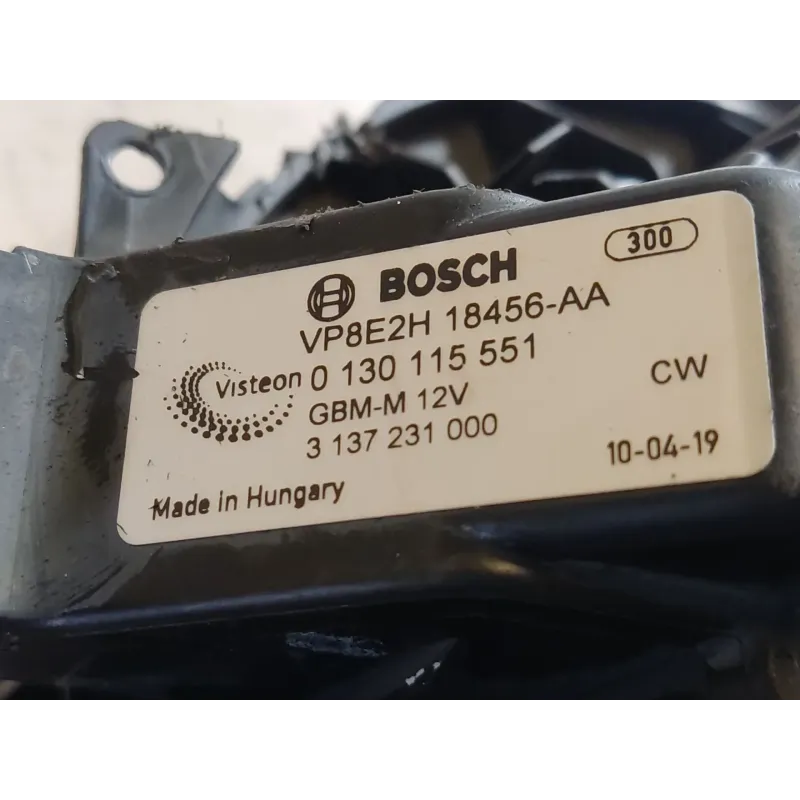 300
BOSCH
VP8E2H 18456-AA
Visteon 0 130 115 551
CW
GBM-M 12V
3 137 231 000
10-04-19
Made in Hungary